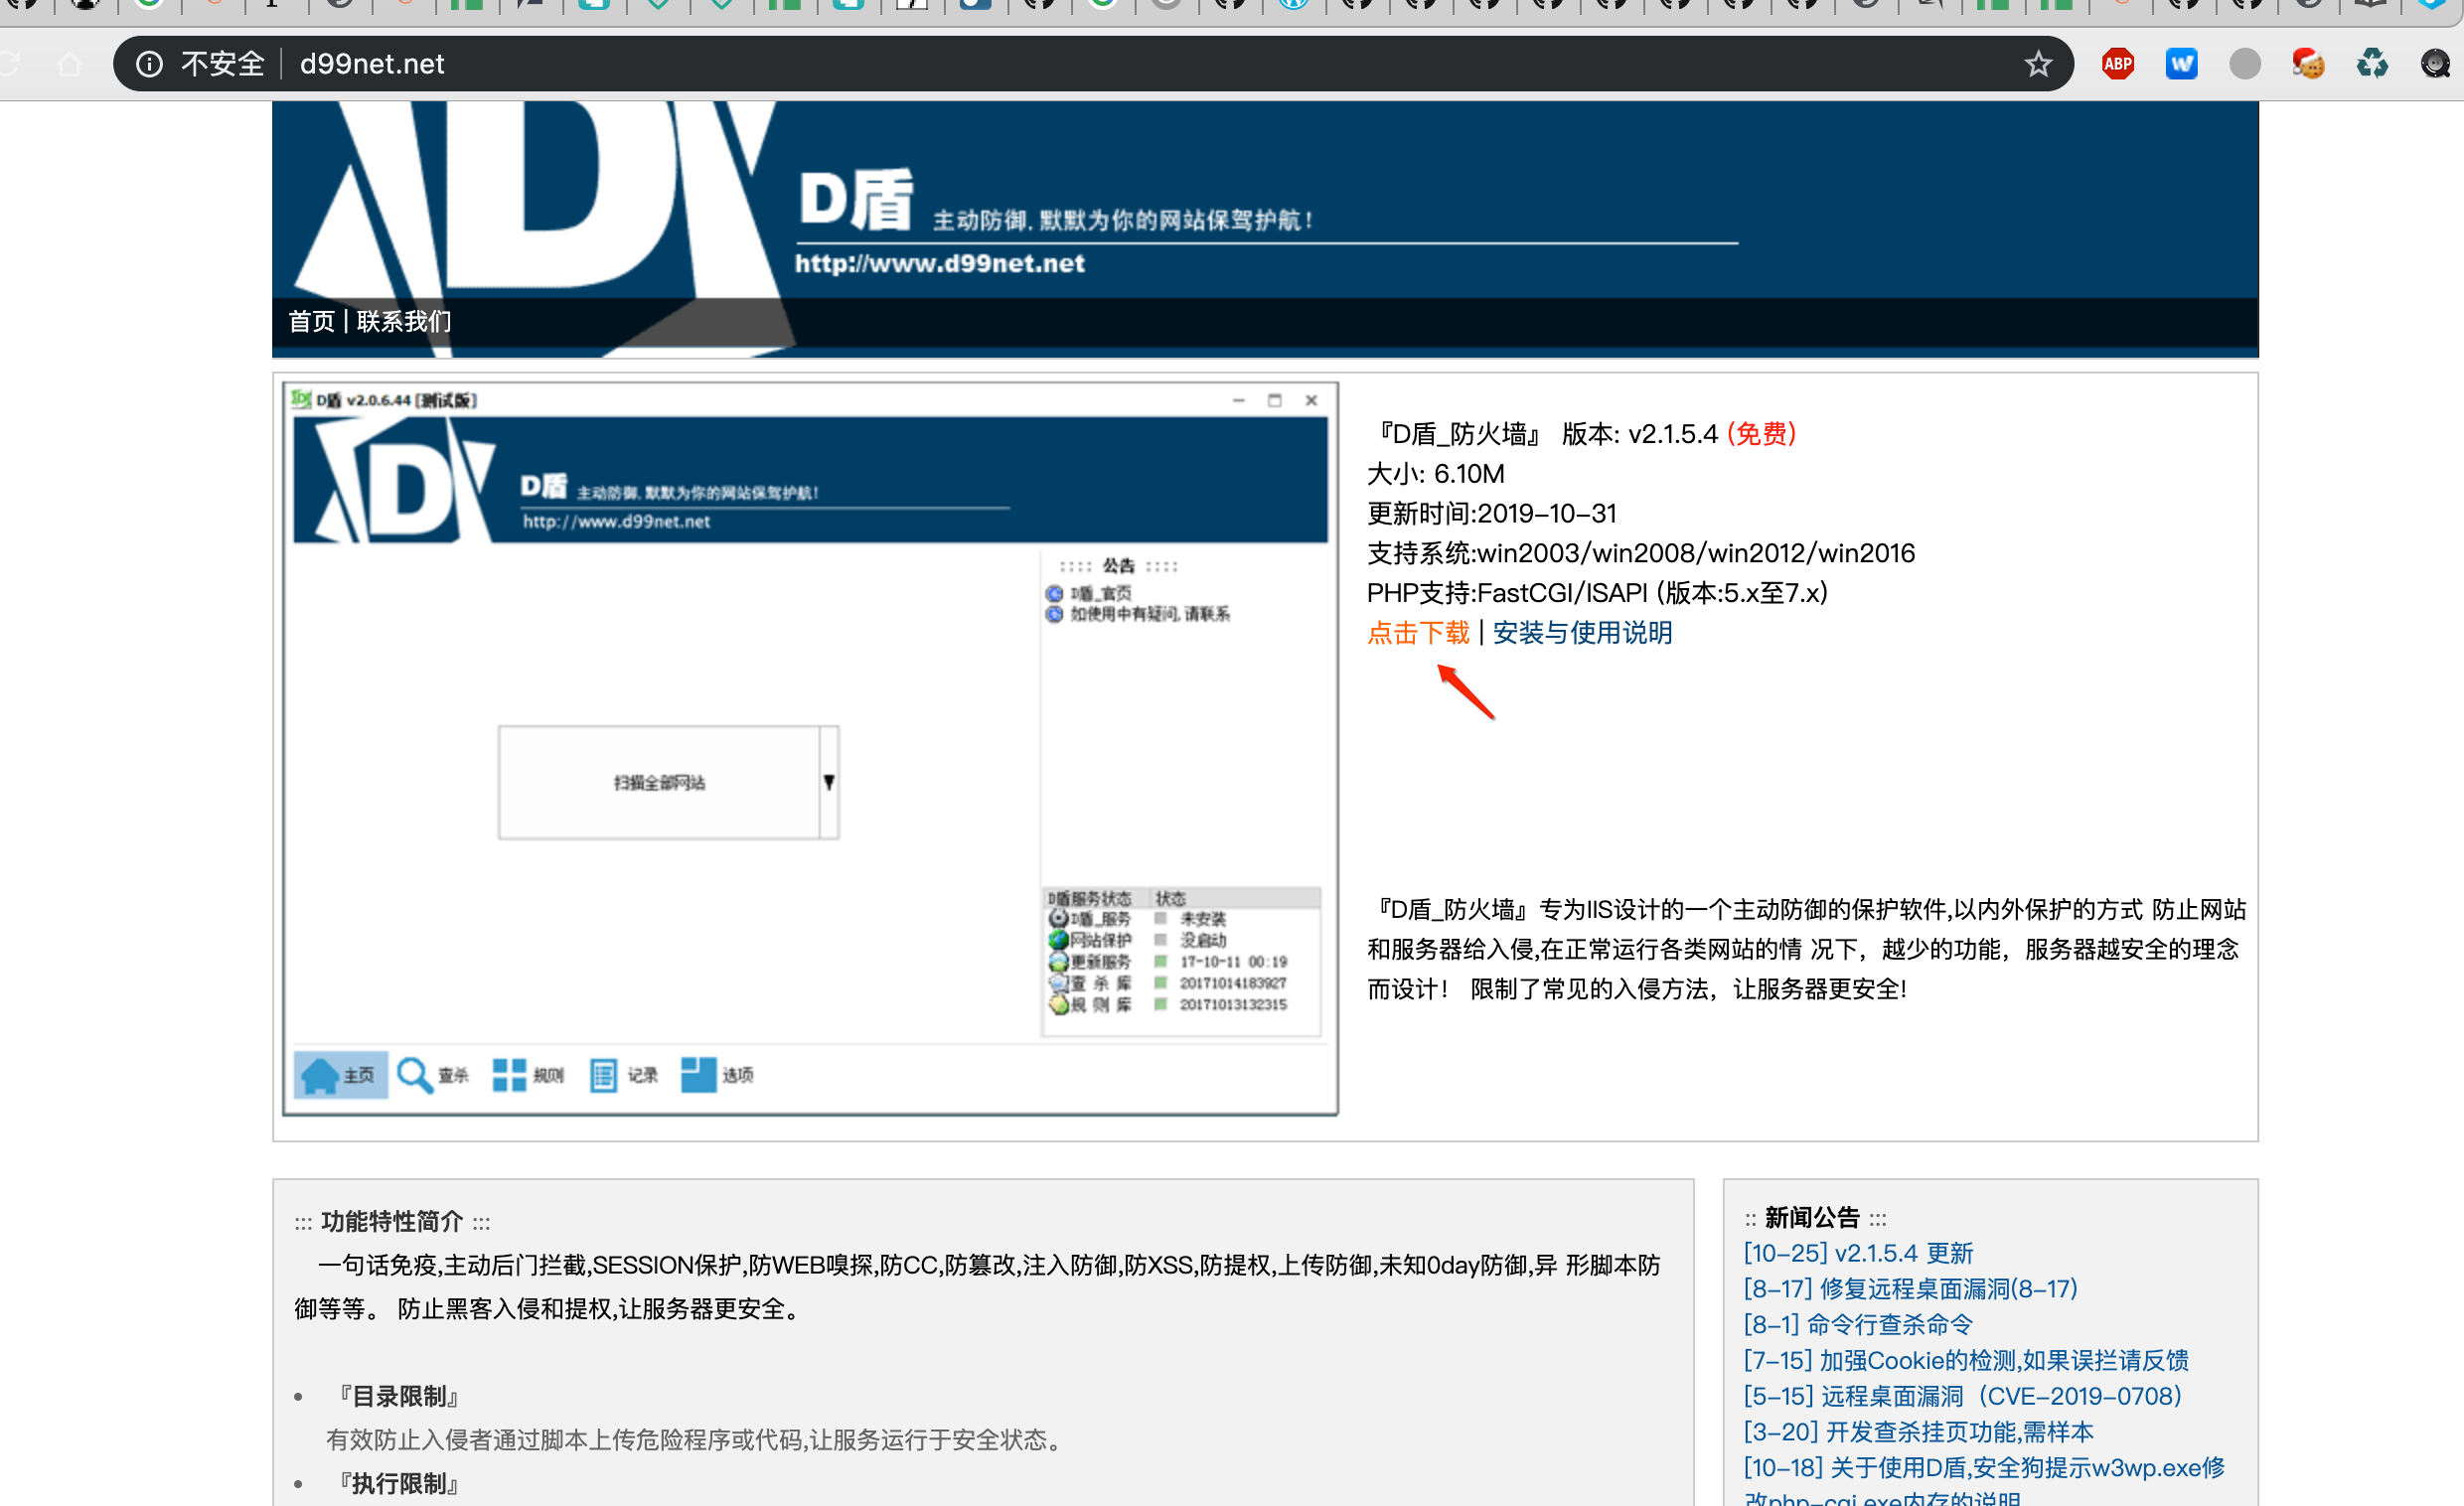 不安全
d99net.net
ABP
D盾 主动防御,默默为你的网站保驾护航!
http://www.d99net.net
首页 | 联系我们
D盾 v2.0.6.44 [测试版]
D盾 主动防御,默默为你的网站保驾护航!
http://www.d99net.net
:::: 公告 ::::
D盾_官页
如使用中有疑问,请联系
扫描全部网站
D盾服务状态 状态
D盾_服务 未安装
网站保护 没启动
更新服务 17-10-11 00:19
查 杀 库 20171014183927
规 则 库 20171013132315
主页 查杀 规则 记录 选项
『D盾_防火墙』 版本: v2.1.5.4 (免费)
大小: 6.10M
更新时间:2019-10-31
支持系统:win2003/win2008/win2012/win2016
PHP支持:FastCGI/ISAPI (版本:5.x至7.x)
点击下载 | 安装与使用说明
『D盾_防火墙』专为IIS设计的一个主动防御的保护软件,以内外保护的方式 防止网站
和服务器给入侵,在正常运行各类网站的情 况下，越少的功能，服务器越安全的理念
而设计！ 限制了常见的入侵方法，让服务器更安全!
::: 功能特性简介 :::
一句话免疫,主动后门拦截,SESSION保护,防WEB嗅探,防CC,防篡改,注入防御,防XSS,防提权,上传防御,未知0day防御,异 形脚本防
御等等。 防止黑客入侵和提权,让服务器更安全。
• 『目录限制』
有效防止入侵者通过脚本上传危险程序或代码,让服务运行于安全状态。
• 『执行限制』
:: 新闻公告 :::
[10-25] v2.1.5.4 更新
[8-17] 修复远程桌面漏洞(8-17)
[8-1] 命令行查杀命令
[7-15] 加强Cookie的检测,如果误拦请反馈
[5-15] 远程桌面漏洞（CVE-2019-0708）
[3-20] 开发查杀挂页功能,需样本
[10-18] 关于使用D盾,安全狗提示w3wp.exe修
改php-cgi.exe内存的说明